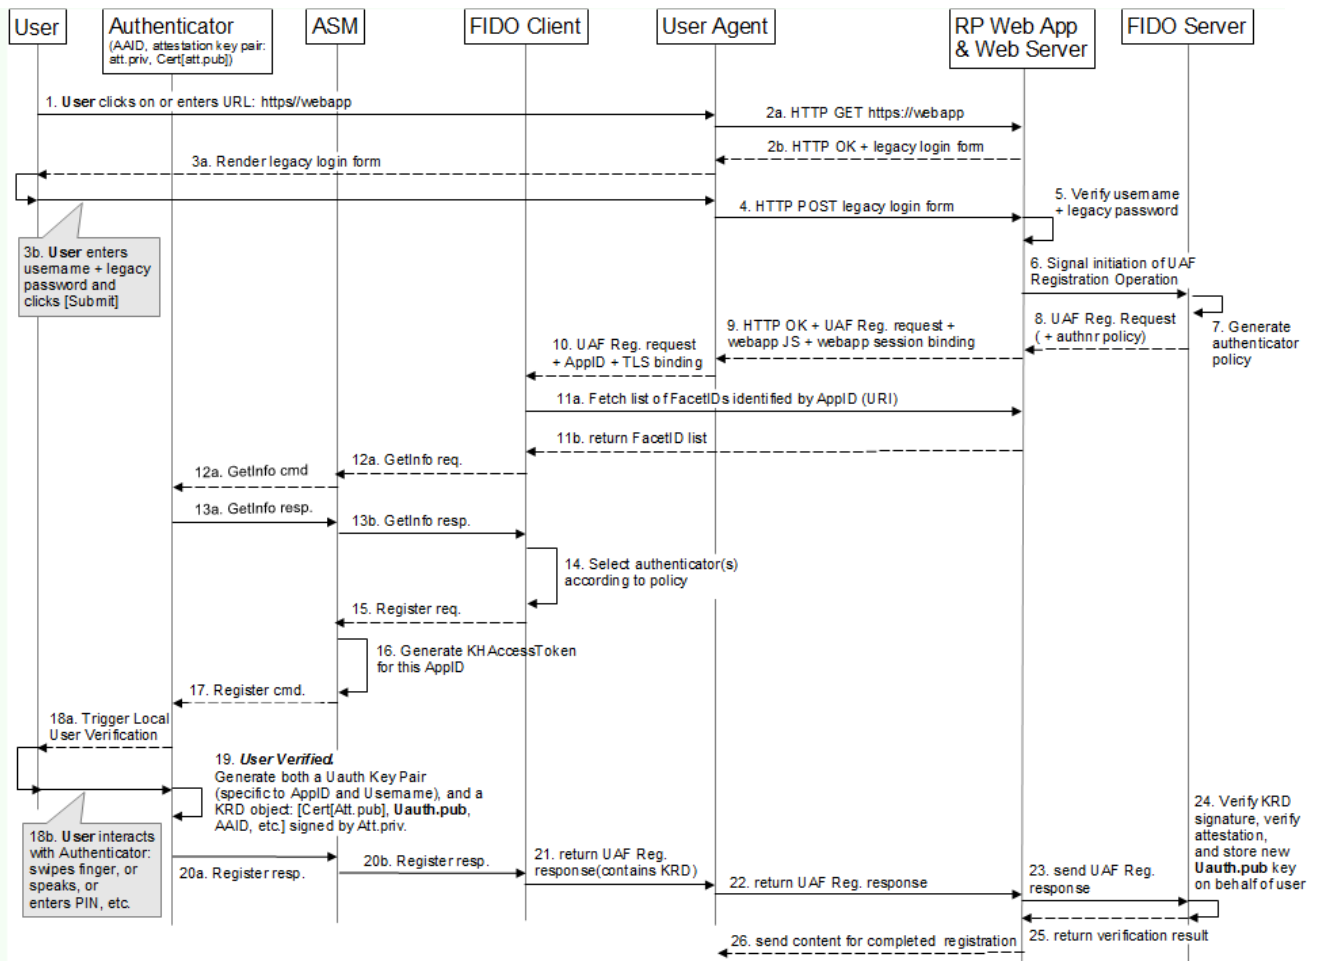 User
Authenticator
(AAID, attestation key pair:
att.priv, Cert[att.pub])
ASM
FIDO Client
User Agent
RP Web App
& Web Server
FIDO Server
1. User clicks on or enters URL: https//webapp
2a. HTTP GET https://webapp
2b. HTTP OK + legacy login form
3a. Render legacy login form
3b. User enters
username + legacy
password and
clicks [Submit]
4. HTTP POST legacy login form
5. Verify username
+ legacy password
6. Signal initiation of UAF
Registration Operation
7. Generate
authenticator
policy
8. UAF Reg. Request
( + authnr policy)
9. HTTP OK + UAF Reg. request +
webapp JS + webapp session binding
10. UAF Reg. request
+ AppID + TLS binding
11a. Fetch list of FacetIDs identified by AppID (URI)
11b. return FacetID list
12a. GetInfo req.
12a. GetInfo cmd
13a. GetInfo resp.
13b. GetInfo resp.
14. Select authenticator(s)
according to policy
15. Register req.
16. Generate KHAccessToken
for this AppID
17. Register cmd.
18a. Trigger Local
User Verification
18b. User interacts
with Authenticator:
swipes finger, or
speaks, or
enters PIN, etc.
19. User Verified.
Generate both a Uauth Key Pair
(specific to AppID and Username), and a
KRD object: [Cert[Att.pub], Uauth.pub,
AAID, etc.] signed by Att.priv.
20a. Register resp.
20b. Register resp.
21. return UAF Reg.
response(contains KRD)
22. return UAF Reg. response
23. send UAF Reg.
response
24. Verify KRD
signature, verify
attestation,
and store new
Uauth.pub key
on behalf of user
25. return verification result
26. send content for completed registration